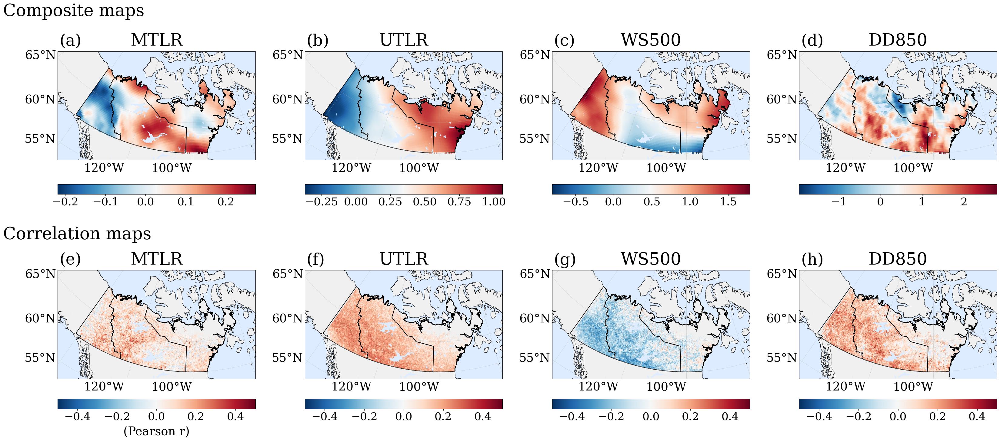 Composite maps
(a) MTLR
(b) UTLR
(c) WS500
(d) DD850
65°N 65°N 65°N 65°N
60°N 60°N 60°N 60°N
55°N 55°N 55°N 55°N
120°W 100°W 120°W 100°W 120°W 100°W 120°W 100°W
−0.2 −0.1 0.0 0.1 0.2
−0.25 0.00 0.25 0.50 0.75 1.00
−0.5 0.0 0.5 1.0 1.5
−1 0 1 2
Correlation maps
(e) MTLR
(f) UTLR
(g) WS500
(h) DD850
65°N 65°N 65°N 65°N
60°N 60°N 60°N 60°N
55°N 55°N 55°N 55°N
120°W 100°W 120°W 100°W 120°W 100°W 120°W 100°W
−0.4 −0.2 0.0 0.2 0.4
−0.4 −0.2 0.0 0.2 0.4
−0.4 −0.2 0.0 0.2 0.4
−0.4 −0.2 0.0 0.2 0.4
(Pearson r)